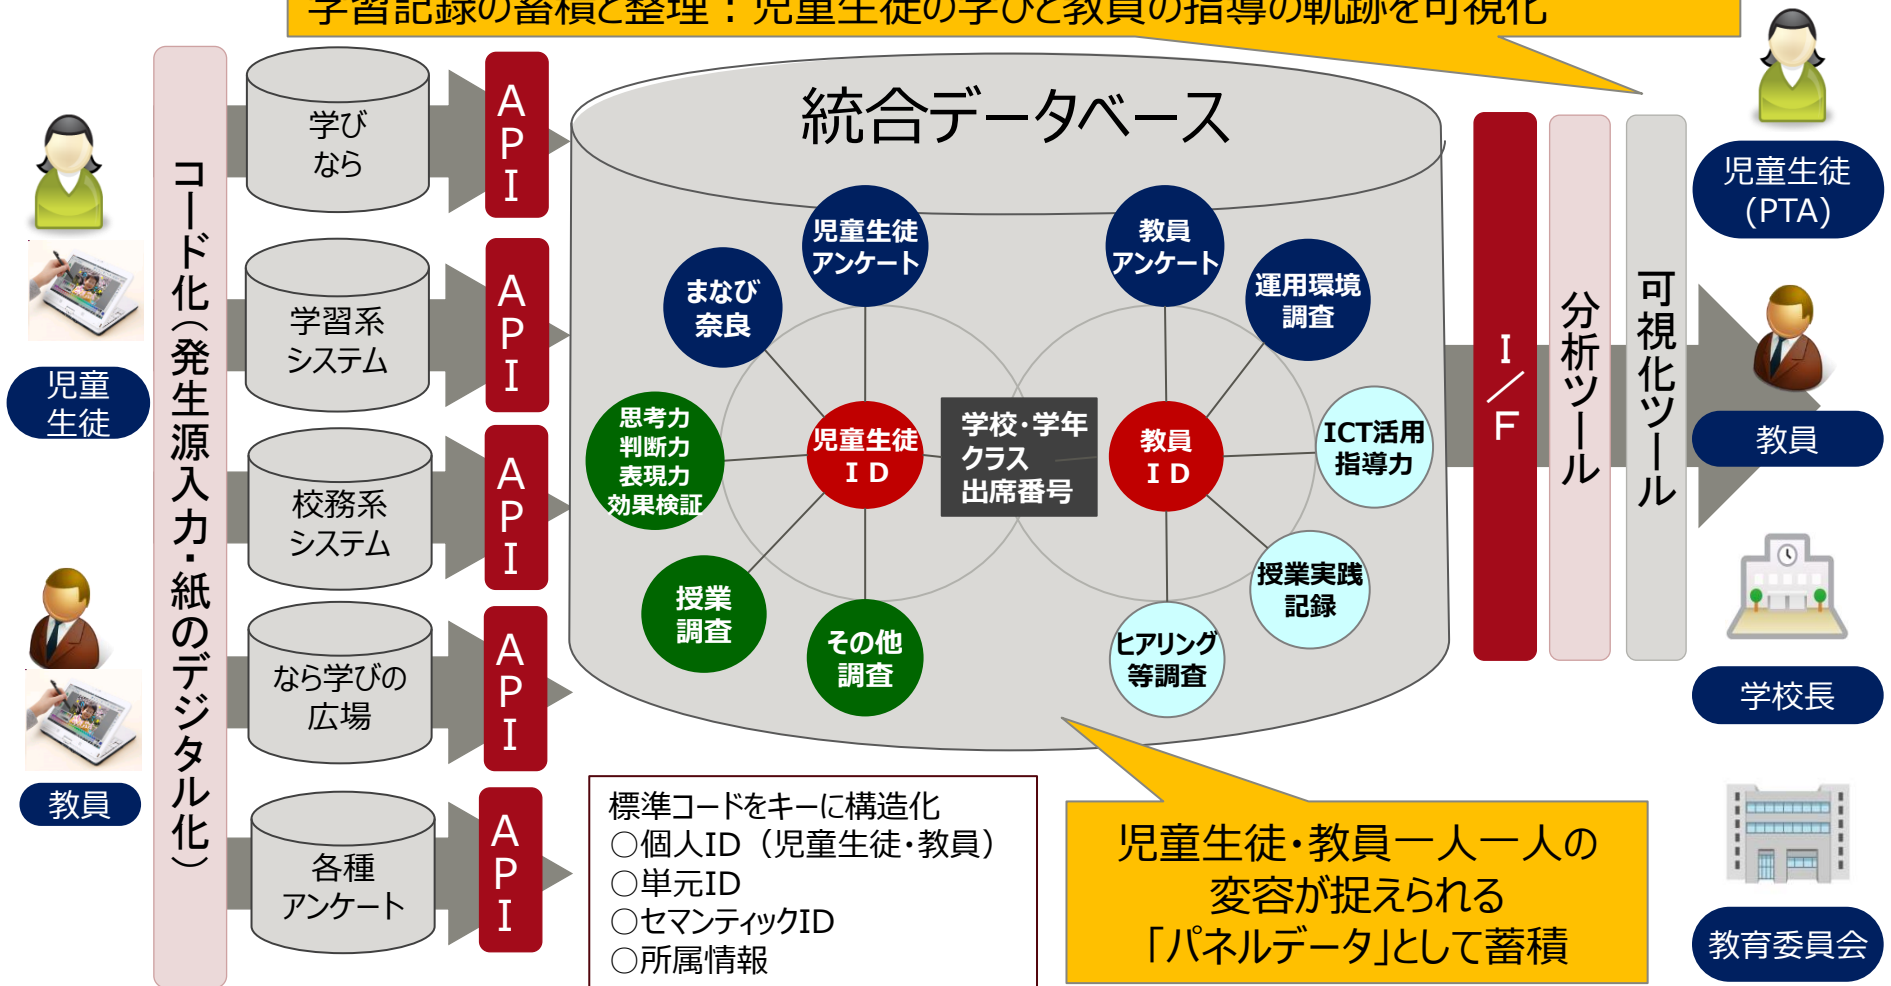 学習記録の蓄積と整理：児童生徒の学びと教員の指導の軌跡を可視化
児童
生徒
教員
コード化（発生源入力・紙のデジタル化）
学び
なら
API
学習系
システム
API
校務系
システム
API
なら学びの
広場
API
各種
アンケート
API
統合データベース
児童生徒
アンケート
まなび
奈良
思考力
判断力
表現力
効果検証
授業
調査
その他
調査
児童生徒
ＩＤ
学校・学年
クラス
出席番号
教員
ＩＤ
教員
アンケート
運用環境
調査
ICT活用
指導力
授業実践
記録
ヒアリング
等調査
標準コードをキーに構造化
○個人ID（児童生徒・教員）
○単元ID
○セマンティックID
○所属情報
児童生徒・教員一人一人の
変容が捉えられる
「パネルデータ」として蓄積
I／F
分析ツール
可視化ツール
児童生徒
(PTA)
教員
学校長
教育委員会